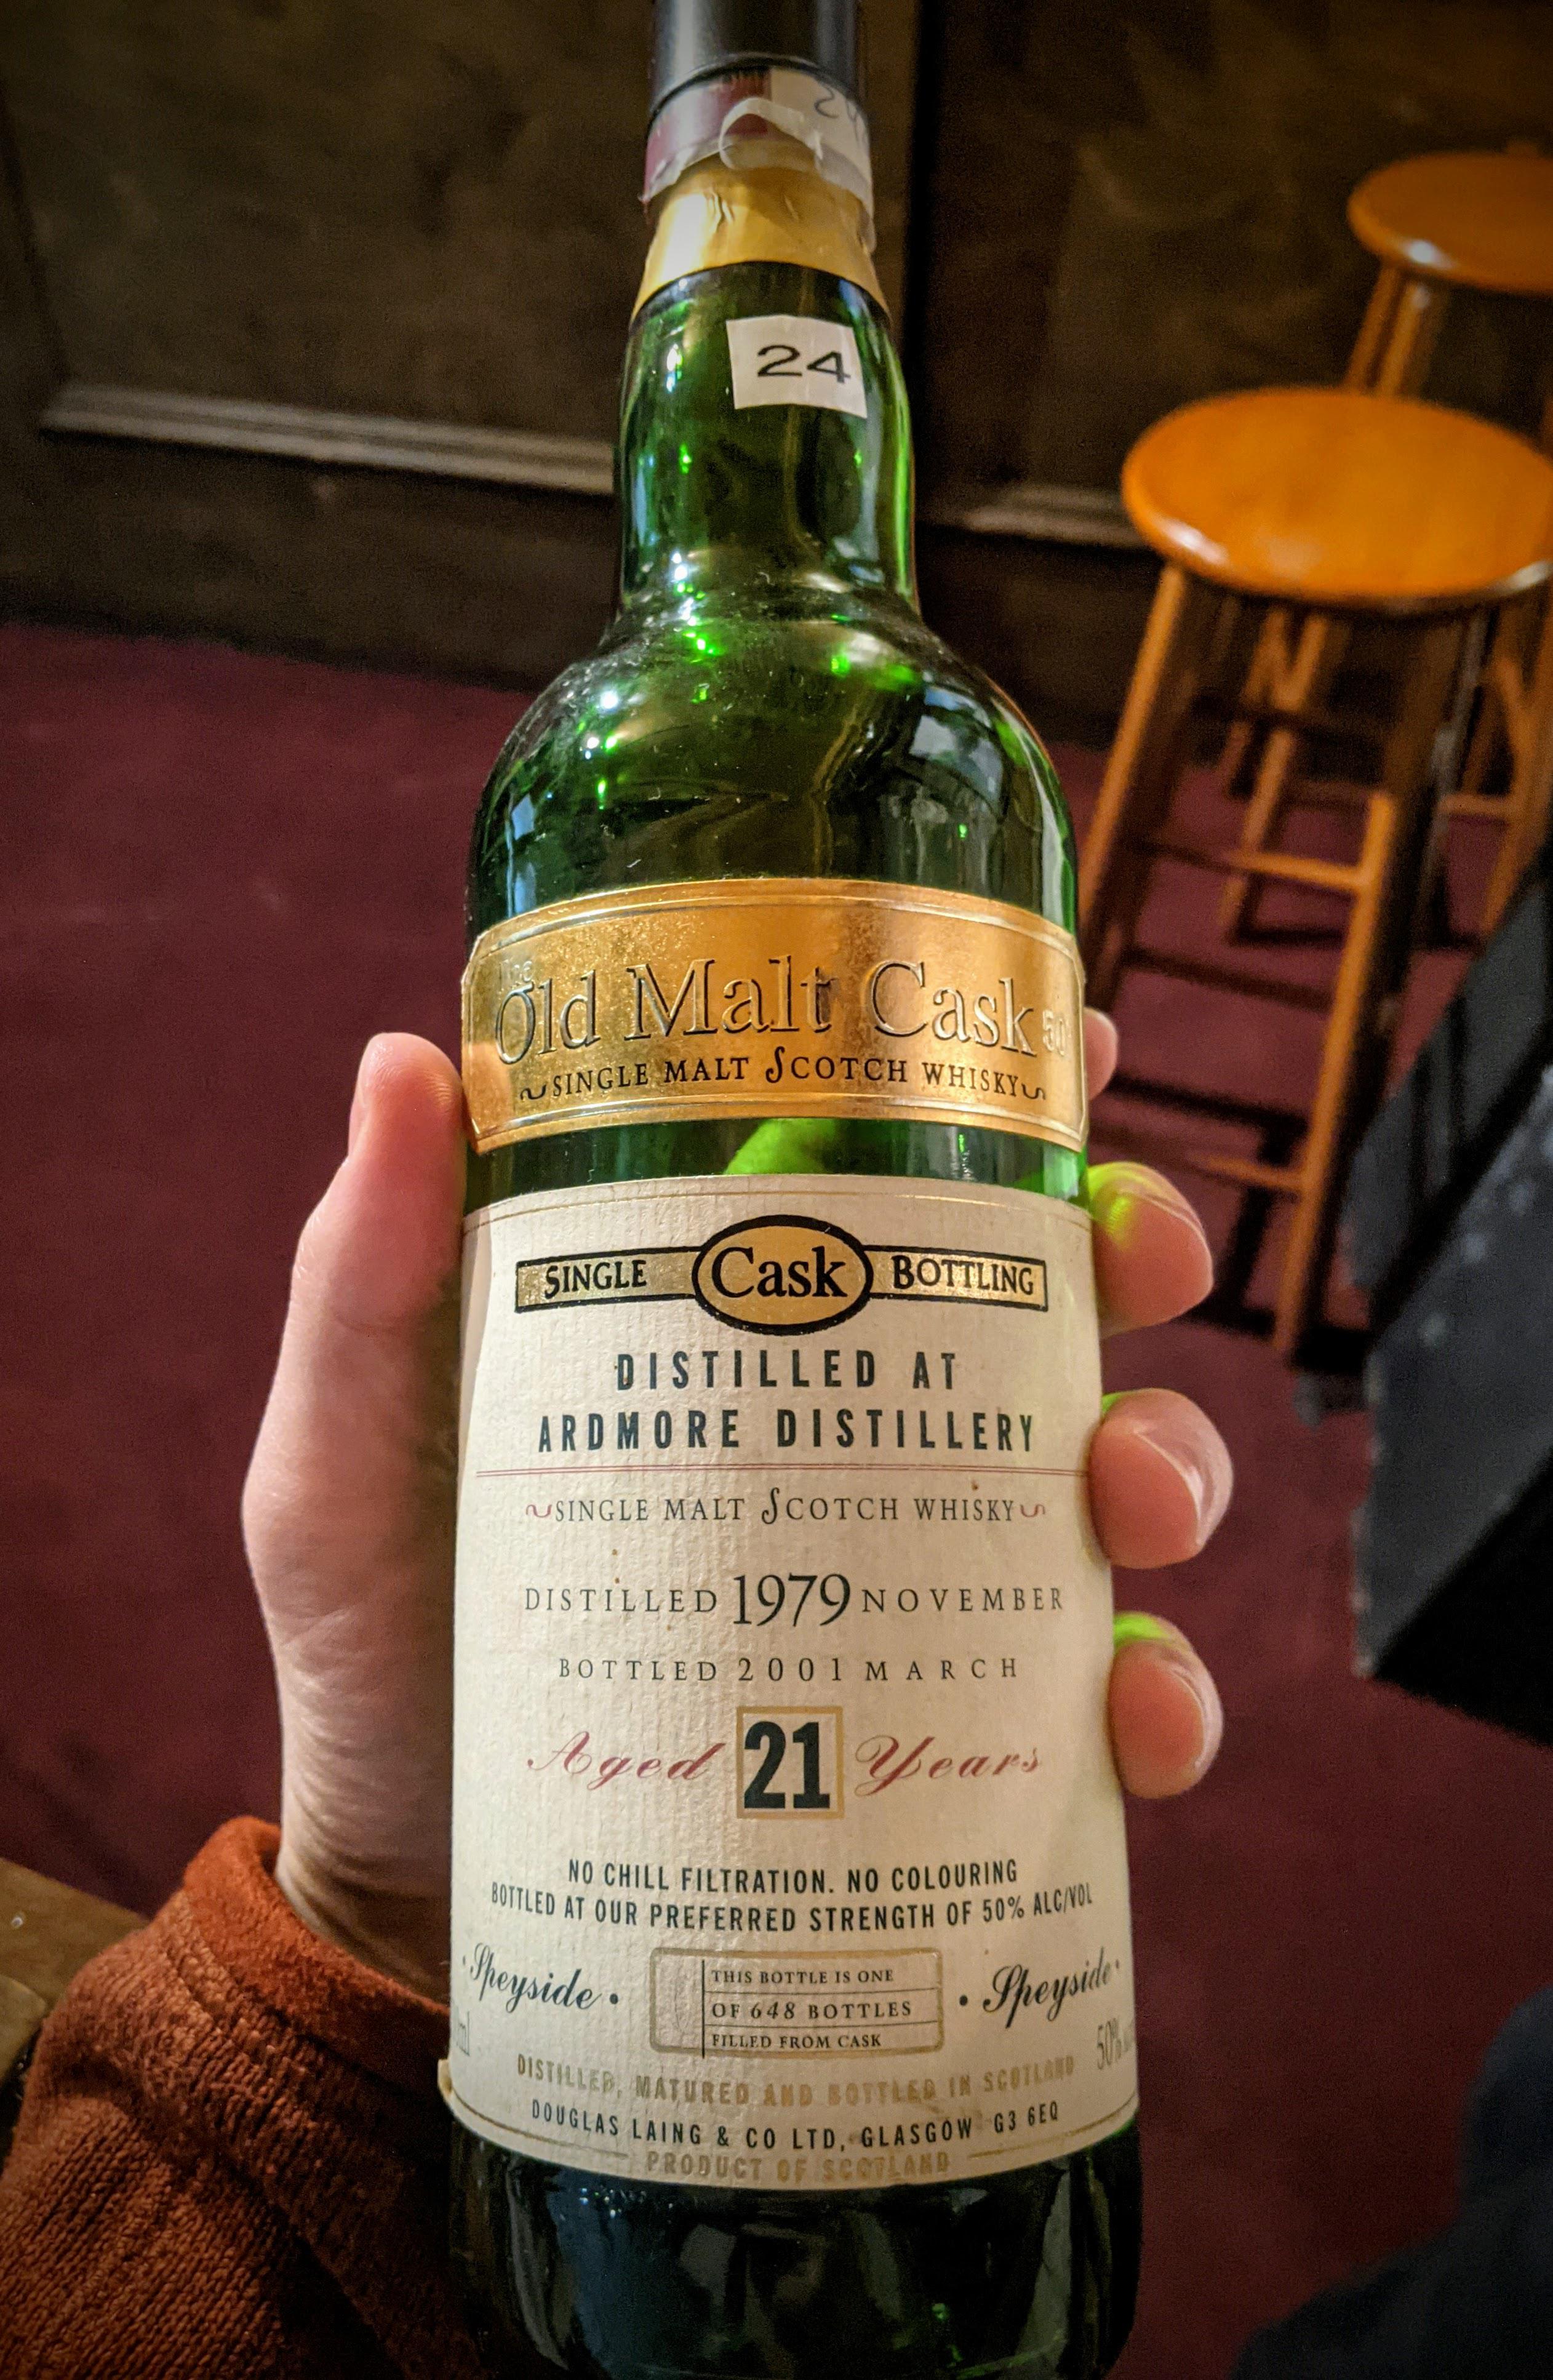 24
The
Old Malt Cask 50°
SINGLE MALT SCOTCH WHISKY
SINGLE Cask BOTTLING
DISTILLED AT
ARDMORE DISTILLERY
SINGLE MALT SCOTCH WHISKY
DISTILLED 1979 NOVEMBER
BOTTLED 2001 MARCH
Aged 21 Years
NO CHILL FILTRATION. NO COLOURING
BOTTLED AT OUR PREFERRED STRENGTH OF 50% ALC/VOL
· Speyside · · Speyside ·
THIS BOTTLE IS ONE
OF 648 BOTTLES
FILLED FROM CASK
50%
DISTILLED, MATURED AND BOTTLED IN SCOTLAND
DOUGLAS LAING & CO LTD, GLASGOW G3 6EQ
PRODUCT OF SCOTLAND